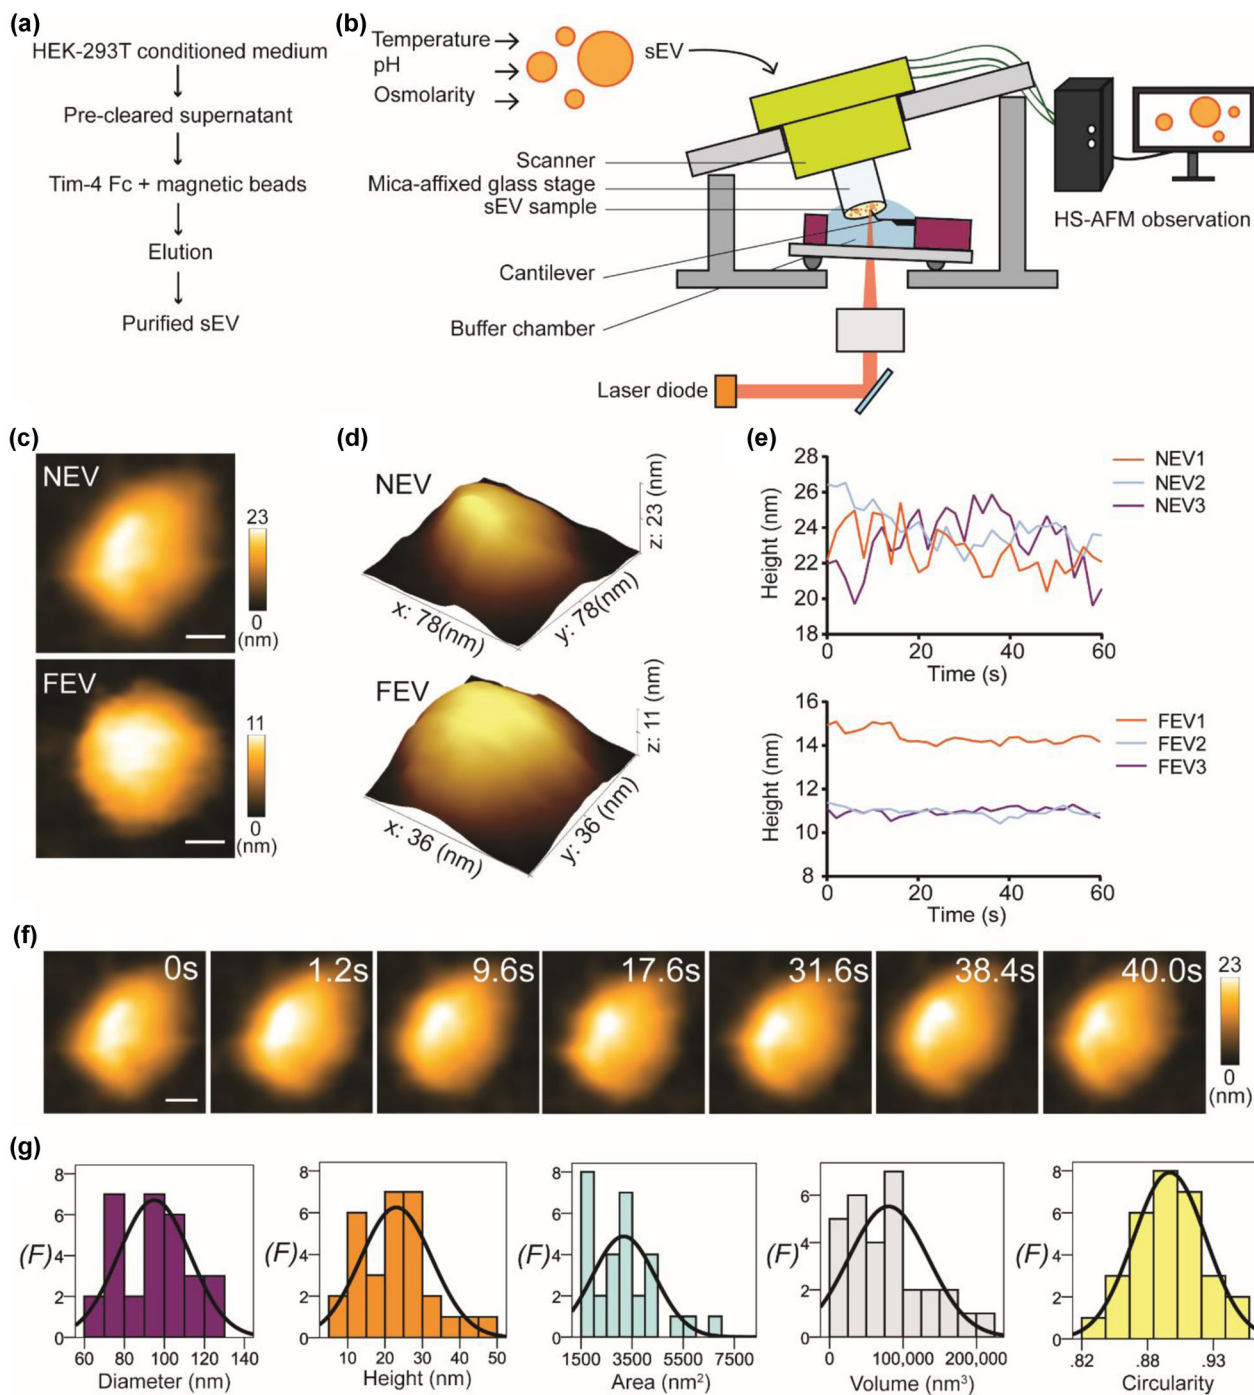 (a)
HEK-293T conditioned medium
Pre-cleared supernatant
Tim-4 Fc + magnetic beads
Elution
Purified sEV
(b)
Temperature
pH
Osmolarity
sEV
Scanner
Mica-affixed glass stage
sEV sample
Cantilever
Buffer chamber
Laser diode
HS-AFM observation
(c)
NEV
23
0
(nm)
FEV
11
0
(nm)
(d)
NEV
z: 23 (nm)
x: 78(nm)
y: 78(nm)
FEV
z: 11 (nm)
x: 36 (nm)
y: 36 (nm)
(e)
28
26
24
22
20
18
Height (nm)
0 20 40 60
Time (s)
NEV1
NEV2
NEV3
16
14
12
10
8
Height (nm)
0 20 40 60
Time (s)
FEV1
FEV2
FEV3
(f)
0s
1.2s
9.6s
17.6s
31.6s
38.4s
40.0s
23
0
(nm)
(g)
8
6
4
2
0
(F)
60 80 100 120 140
Diameter (nm)
8
6
4
2
0
(F)
10 20 30 40 50
Height (nm)
8
6
4
2
0
(F)
1500 3500 5500 7500
Area (nm²)
8
6
4
2
0
(F)
0 100,000 200,000
Volume (nm³)
8
6
4
2
0
(F)
.82 .88 .93
Circularity